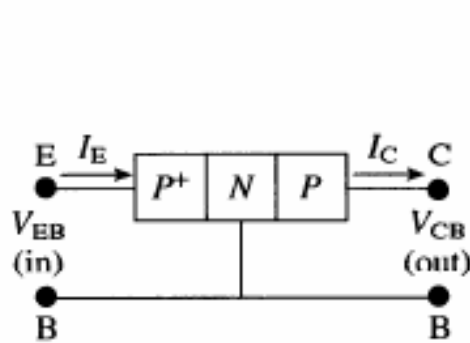 E I_E I_C C
P+ N P
V_EB V_CB
(in) (out)
B B